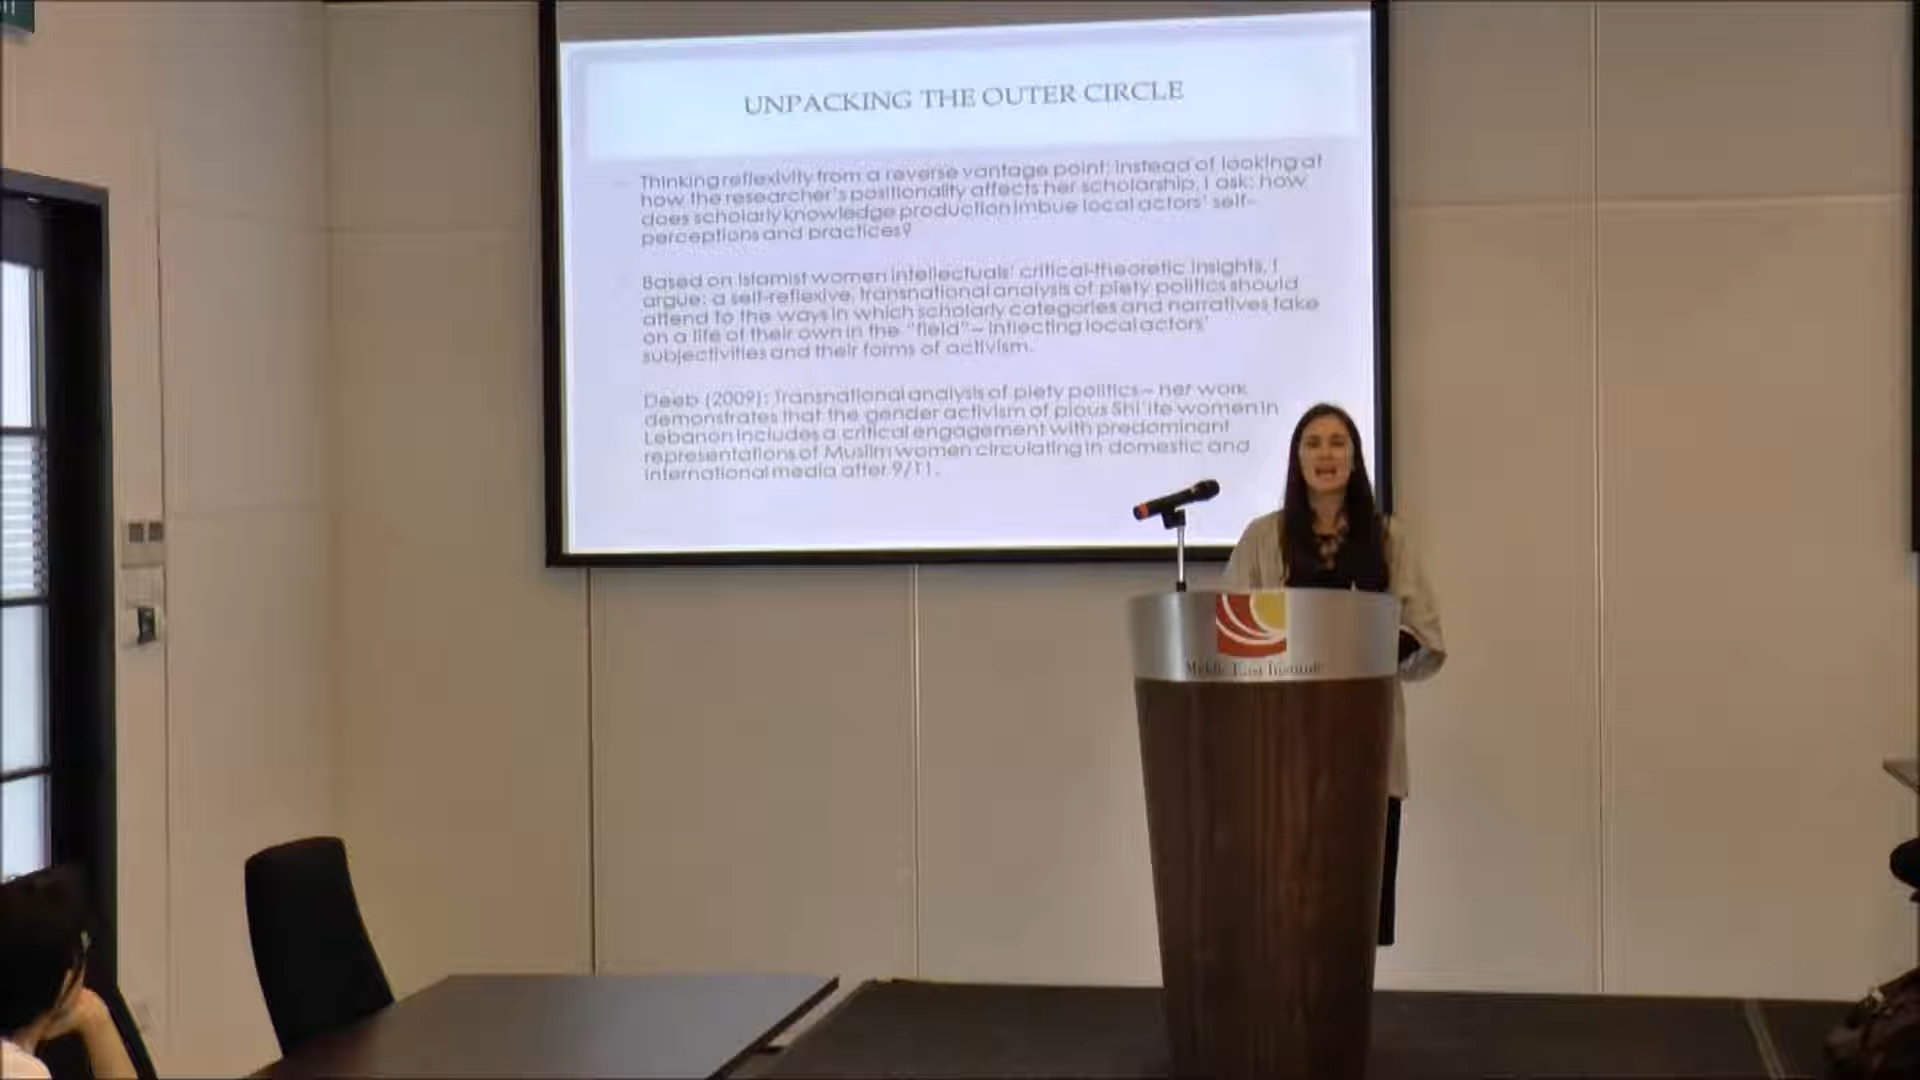 UNPACKING THE OUTER CIRCLE
Thinking reflexivity from a reverse vantage point: instead of looking at
how the researcher's positionality affects her scholarship, I ask: how
does scholarly knowledge production imbue local actors' self-
perceptions and practices?
Based on Islamist women intellectuals' critical-theoretic insights, I
argue: a self-reflexive, transnational analysis of piety politics should
attend to the ways in which scholarly categories and narratives take
on a life of their own in the "field"– inflecting local actors'
subjectivities and their forms of activism.
Deeb (2009): Transnational analysis of piety politics– her work
demonstrates that the gender activism of pious Shi'ite women in
Lebanon includes a critical engagement with predominant
representations of Muslim women circulating in domestic and
international media after 9/11.
Middle East Institute